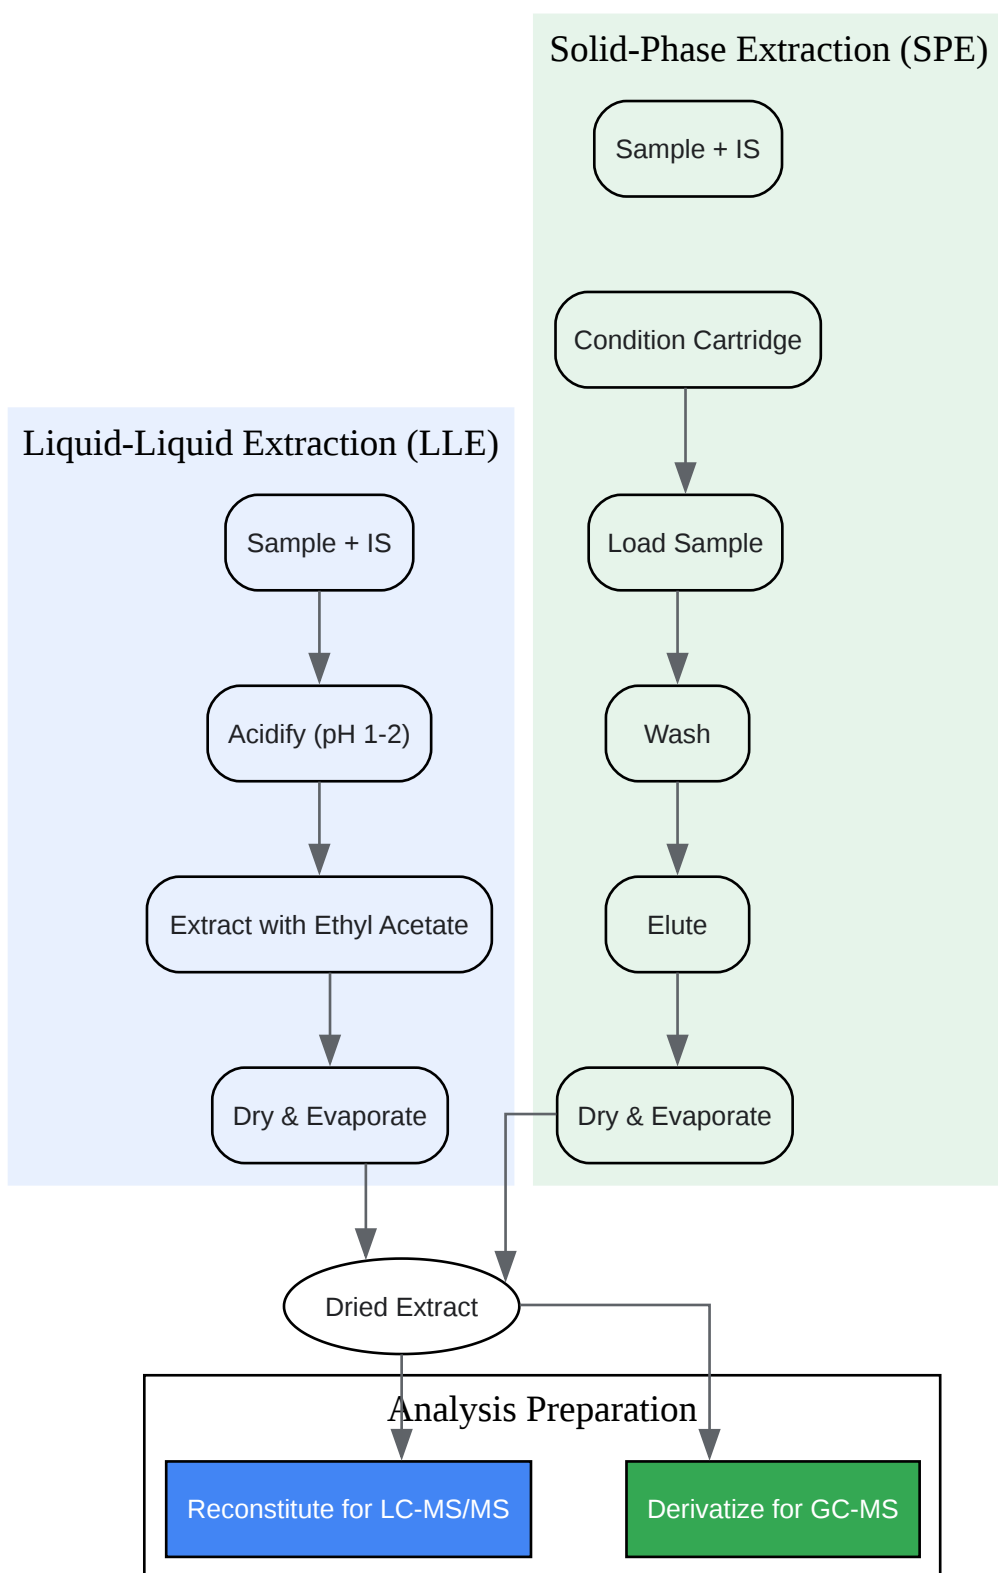 Solid-Phase Extraction (SPE)
Sample + IS
Condition Cartridge
Load Sample
Wash
Elute
Dry & Evaporate
Liquid-Liquid Extraction (LLE)
Sample + IS
Acidify (pH 1-2)
Extract with Ethyl Acetate
Dry & Evaporate
Dried Extract
Analysis Preparation
Reconstitute for LC-MS/MS
Derivatize for GC-MS